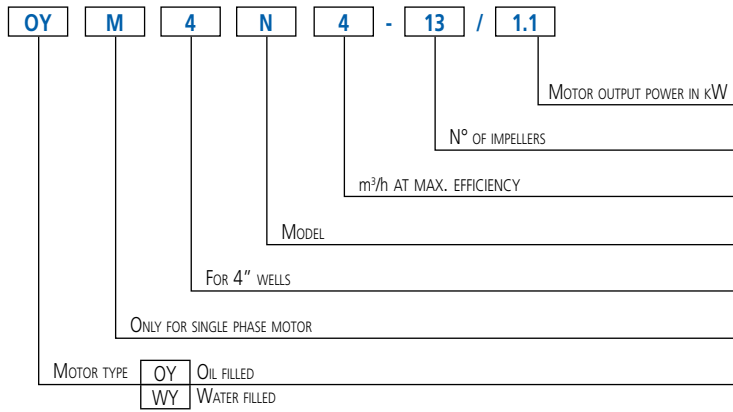 OY M 4 N 4 - 13 / 1.1
Motor output power in kW
N° of impellers
m³/h at max. efficiency
Model
For 4” wells
Only for single phase motor
Motor type OY Oil filled
WY Water filled